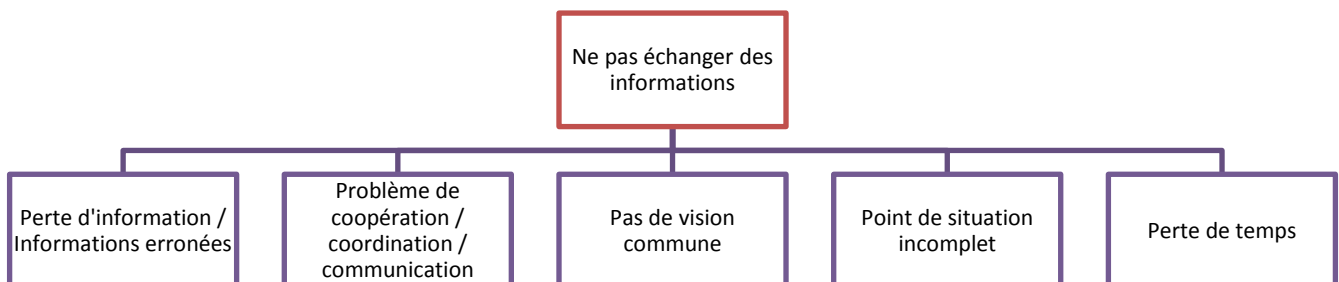 Ne pas échanger des
informations
Perte d'information /
Informations erronées
Problème de
coopération /
coordination /
communication
Pas de vision
commune
Point de situation
incomplet
Perte de temps